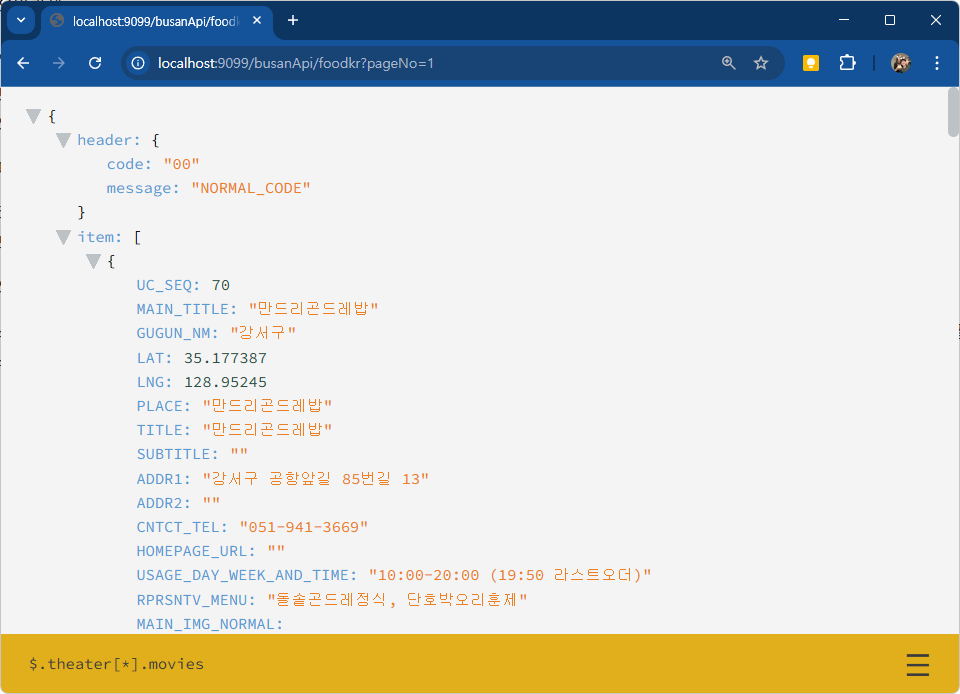 localhost:9099/busanApi/foodk
localhost:9099/busanApi/foodkr?pageNo=1
{
header: {
code: "00"
message: "NORMAL_CODE"
}
item: [
{
UC_SEQ: 70
MAIN_TITLE: "만드리곤드레밥"
GUGUN_NM: "강서구"
LAT: 35.177387
LNG: 128.95245
PLACE: "만드리곤드레밥"
TITLE: "만드리곤드레밥"
SUBTITLE: ""
ADDR1: "강서구 공항앞길 85번길 13"
ADDR2: ""
CNTCT_TEL: "051-941-3669"
HOMEPAGE_URL: ""
USAGE_DAY_WEEK_AND_TIME: "10:00-20:00 (19:50 라스트오더)"
RPRSNTV_MENU: "돌솥곤드레정식, 단호박오리훈제"
MAIN_IMG_NORMAL:
$.theater[*].movies